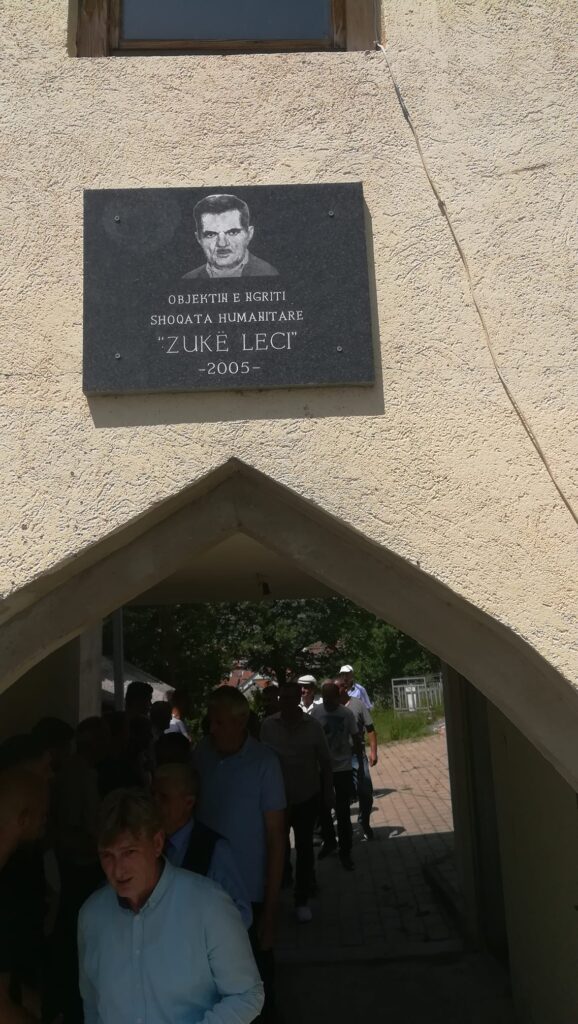 OBJEKTIN E NGRITI
SHOQATA HUMANITARE
“ZUKË LECI”
-2005-